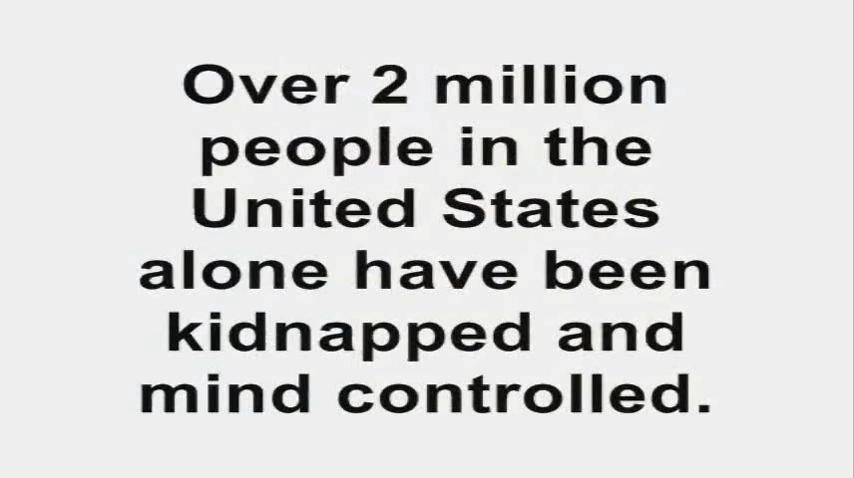 Over 2 million
people in the
United States
alone have been
kidnapped and
mind controlled.